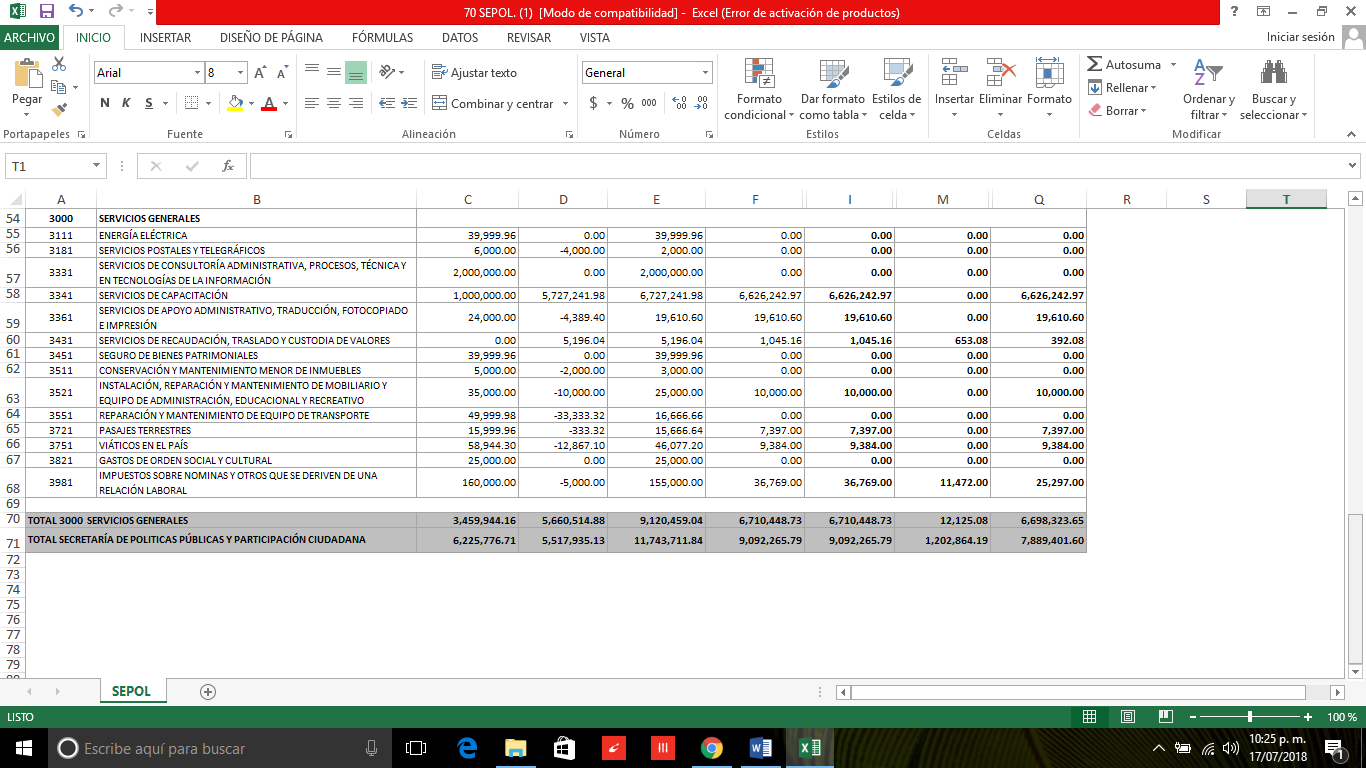 70 SEPOL. (1) [Modo de compatibilidad] - Excel (Error de activación de productos)
ARCHIVO INICIO INSERTAR DISEÑO DE PÁGINA FÓRMULAS DATOS REVISAR VISTA Iniciar sesión
Pegar
Arial 8
N K S
Ajustar texto
Combinar y centrar
General
$ % 000
Formato condicional
Dar formato como tabla
Estilos de celda
Insertar Eliminar Formato
Autosuma
Rellenar
Borrar
Ordenar y filtrar
Buscar y seleccionar
Portapapeles Fuente Alineación Número Estilos Celdas Modificar
T1 fx
A B C D E F I M Q R S T
54 3000 SERVICIOS GENERALES
55 3111 ENERGÍA ELÉCTRICA 39,999.96 0.00 39,999.96 0.00 0.00 0.00 0.00
56 3181 SERVICIOS POSTALES Y TELEGRÁFICOS 6,000.00 -4,000.00 2,000.00 0.00 0.00 0.00 0.00
57 3331 SERVICIOS DE CONSULTORÍA ADMINISTRATIVA, PROCESOS, TÉCNICA Y
EN TECNOLOGÍAS DE LA INFORMACIÓN 2,000,000.00 0.00 2,000,000.00 0.00 0.00 0.00 0.00
58 3341 SERVICIOS DE CAPACITACIÓN 1,000,000.00 5,727,241.98 6,727,241.98 6,626,242.97 6,626,242.97 0.00 6,626,242.97
59 3361 SERVICIOS DE APOYO ADMINISTRATIVO, TRADUCCIÓN, FOTOCOPIADO
E IMPRESIÓN 24,000.00 -4,389.40 19,610.60 19,610.60 19,610.60 0.00 19,610.60
60 3431 SERVICIOS DE RECAUDACIÓN, TRASLADO Y CUSTODIA DE VALORES 0.00 5,196.04 5,196.04 1,045.16 1,045.16 653.08 392.08
61 3451 SEGURO DE BIENES PATRIMONIALES 39,999.96 0.00 39,999.96 0.00 0.00 0.00 0.00
62 3511 CONSERVACIÓN Y MANTENIMIENTO MENOR DE INMUEBLES 5,000.00 -2,000.00 3,000.00 0.00 0.00 0.00 0.00
63 3521 INSTALACIÓN, REPARACIÓN Y MANTENIMIENTO DE MOBILIARIO Y
EQUIPO DE ADMINISTRACIÓN, EDUCACIONAL Y RECREATIVO 35,000.00 -10,000.00 25,000.00 10,000.00 10,000.00 0.00 10,000.00
64 3551 REPARACIÓN Y MANTENIMIENTO DE EQUIPO DE TRANSPORTE 49,999.98 -33,333.32 16,666.66 0.00 0.00 0.00 0.00
65 3721 PASAJES TERRESTRES 15,999.96 -333.32 15,666.64 7,397.00 7,397.00 0.00 7,397.00
66 3751 VIÁTICOS EN EL PAÍS 58,944.30 -12,867.10 46,077.20 9,384.00 9,384.00 0.00 9,384.00
67 3821 GASTOS DE ORDEN SOCIAL Y CULTURAL 25,000.00 0.00 25,000.00 0.00 0.00 0.00 0.00
68 3981 IMPUESTOS SOBRE NOMINAS Y OTROS QUE SE DERIVEN DE UNA
RELACIÓN LABORAL 160,000.00 -5,000.00 155,000.00 36,769.00 36,769.00 11,472.00 25,297.00
69
70 TOTAL 3000 SERVICIOS GENERALES 3,459,944.16 5,660,514.88 9,120,459.04 6,710,448.73 6,710,448.73 12,125.08 6,698,323.65
71 TOTAL SECRETARÍA DE POLITICAS PÚBLICAS Y PARTICIPACIÓN CIUDADANA 6,225,776.71 5,517,935.13 11,743,711.84 9,092,265.79 9,092,265.79 1,202,864.19 7,889,401.60
72
73
74
75
76
77
78
79
SEPOL
LISTO 100 %
Escribe aquí para buscar
10:25 p. m.
17/07/2018
1